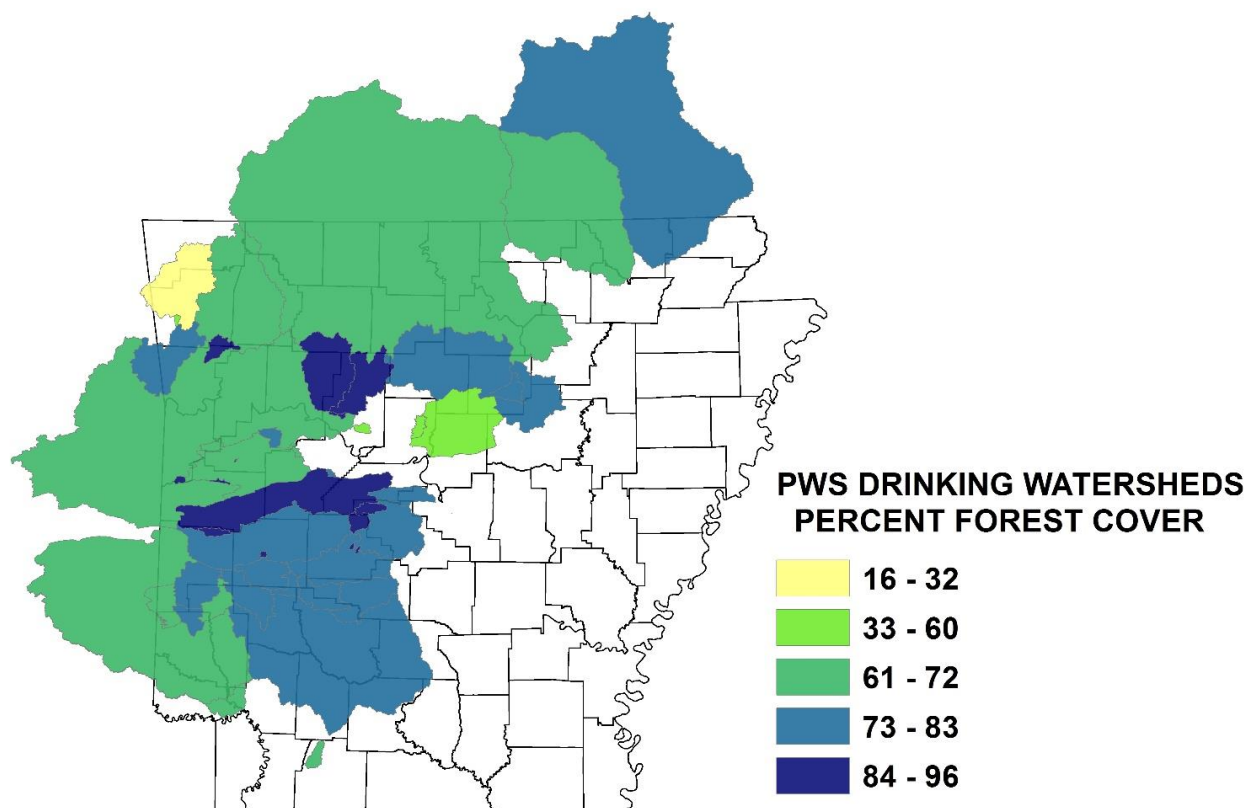 PWS DRINKING WATERSHEDS
PERCENT FOREST COVER
16 - 32
33 - 60
61 - 72
73 - 83
84 - 96